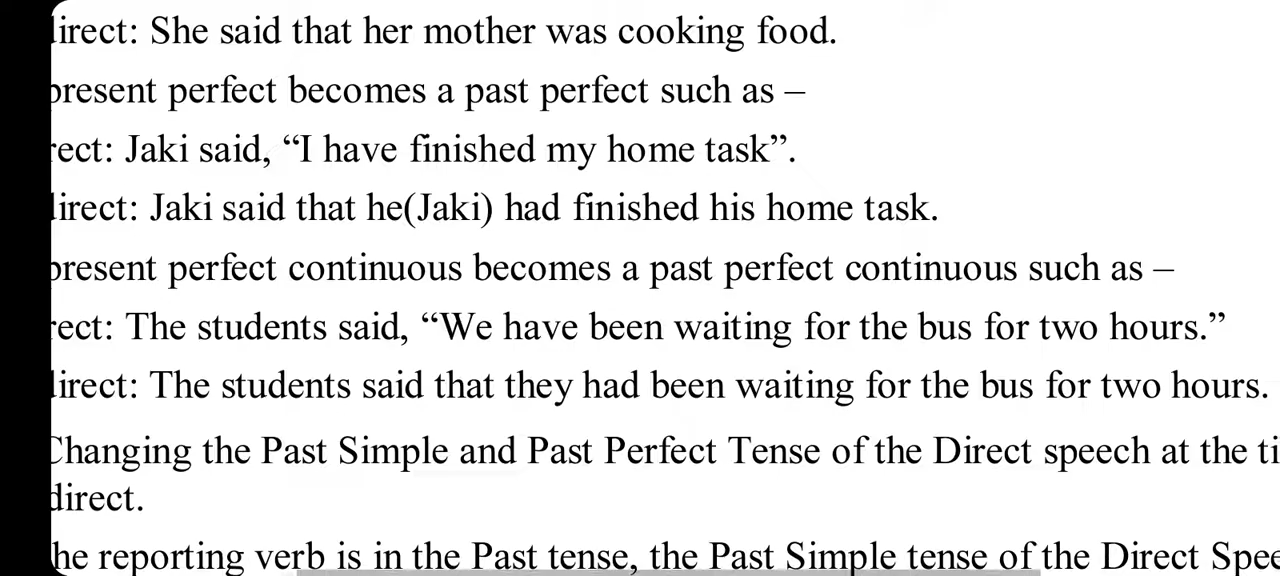 direct: She said that her mother was cooking food.
present perfect becomes a past perfect such as –
rect: Jaki said, “I have finished my home task”.
direct: Jaki said that he(Jaki) had finished his home task.
present perfect continuous becomes a past perfect continuous such as –
rect: The students said, “We have been waiting for the bus for two hours.”
direct: The students said that they had been waiting for the bus for two hours.
Changing the Past Simple and Past Perfect Tense of the Direct speech at the ti
direct.
he reporting verb is in the Past tense, the Past Simple tense of the Direct Spee